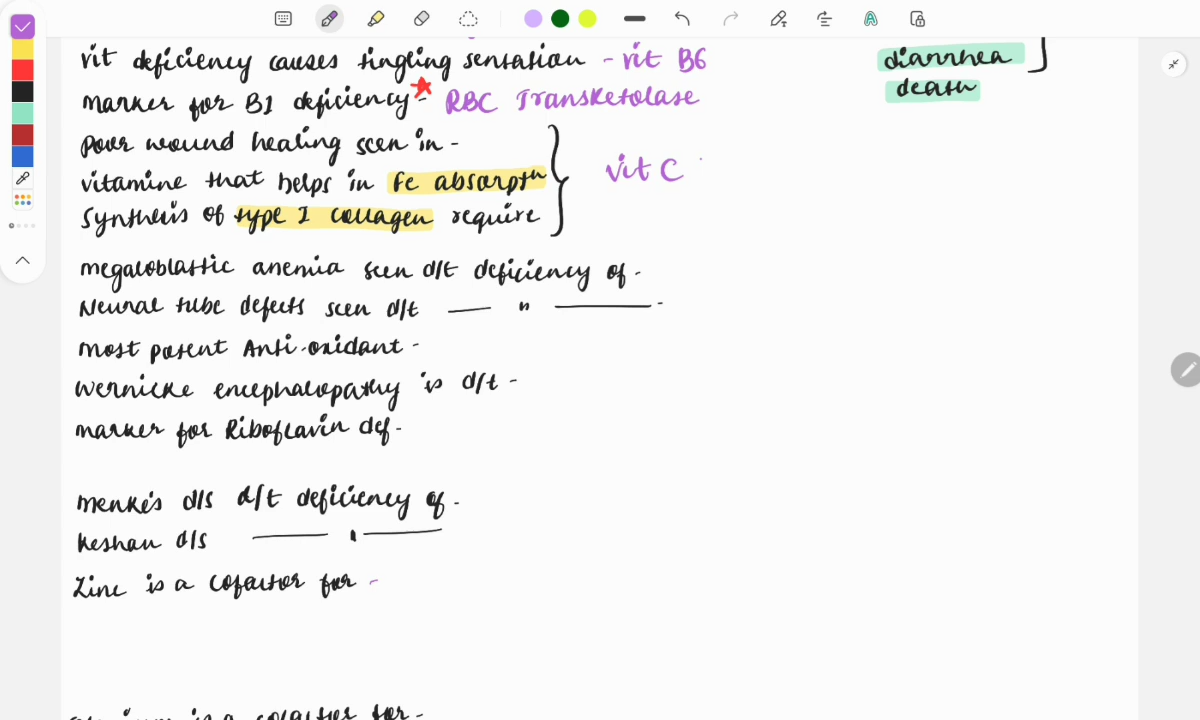 vit deficiency causes tingling sensation - vit B6
diarrhea
death
marker for B1 deficiency - RBC Transketolase
poor wound healing seen in -
vitamine that helps in Fe absorptn
synthesis of type I collagen require
vit C
megaloblastic anemia seen d/t deficiency of -
Neural tube defects seen d/t — " — -
most potent Anti-oxidant -
wernicke encephalopathy is d/t -
marker for Riboflavin def -
menke's d/s d/t deficiency of -
keshan d/s — " —
Zinc is a cofactor for -
is a cofactor for -